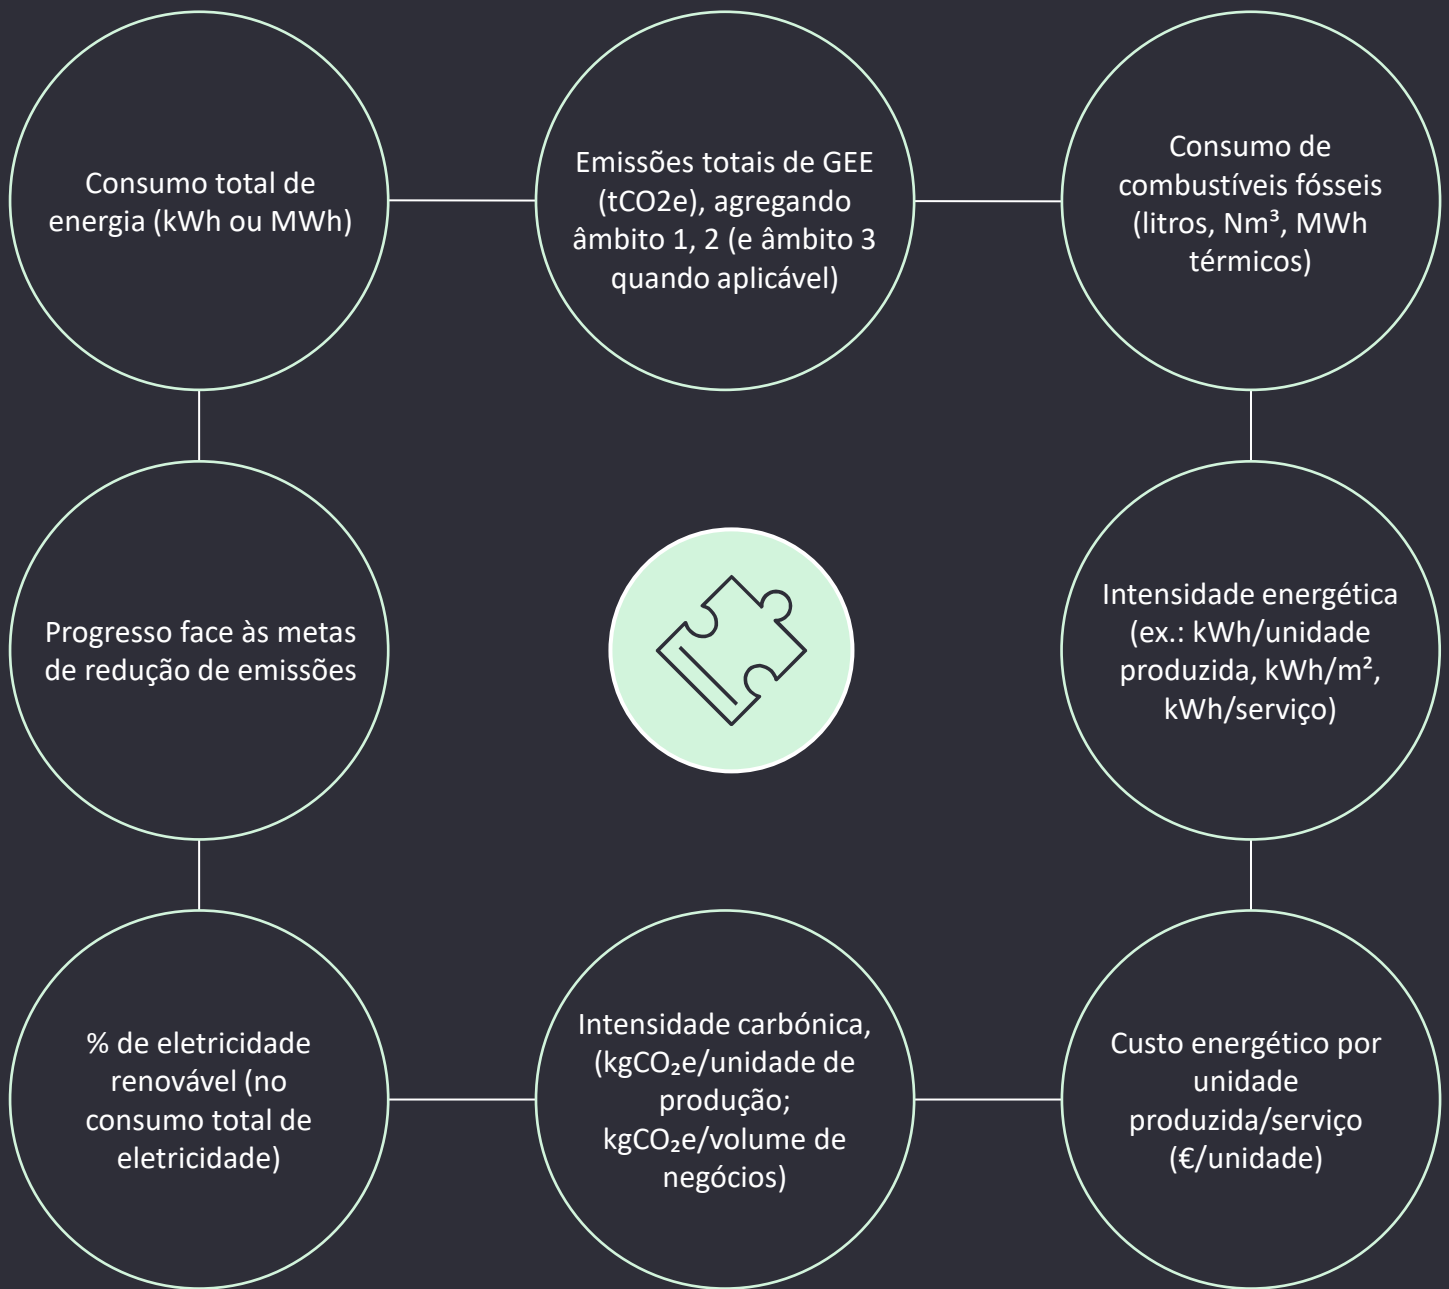 Consumo total de
energia (kWh ou MWh)
Emissões totais de GEE
(tCO2e), agregando
âmbito 1, 2 (e âmbito 3
quando aplicável)
Consumo de
combustíveis fósseis
(litros, Nm³, MWh
térmicos)
Progresso face às metas
de redução de emissões
Intensidade energética
(ex.: kWh/unidade
produzida, kWh/m²,
kWh/serviço)
% de eletricidade
renovável (no
consumo total de
eletricidade)
Intensidade carbónica,
(kgCO₂e/unidade de
produção;
kgCO₂e/volume de
negócios)
Custo energético por
unidade
produzida/serviço
(€/unidade)